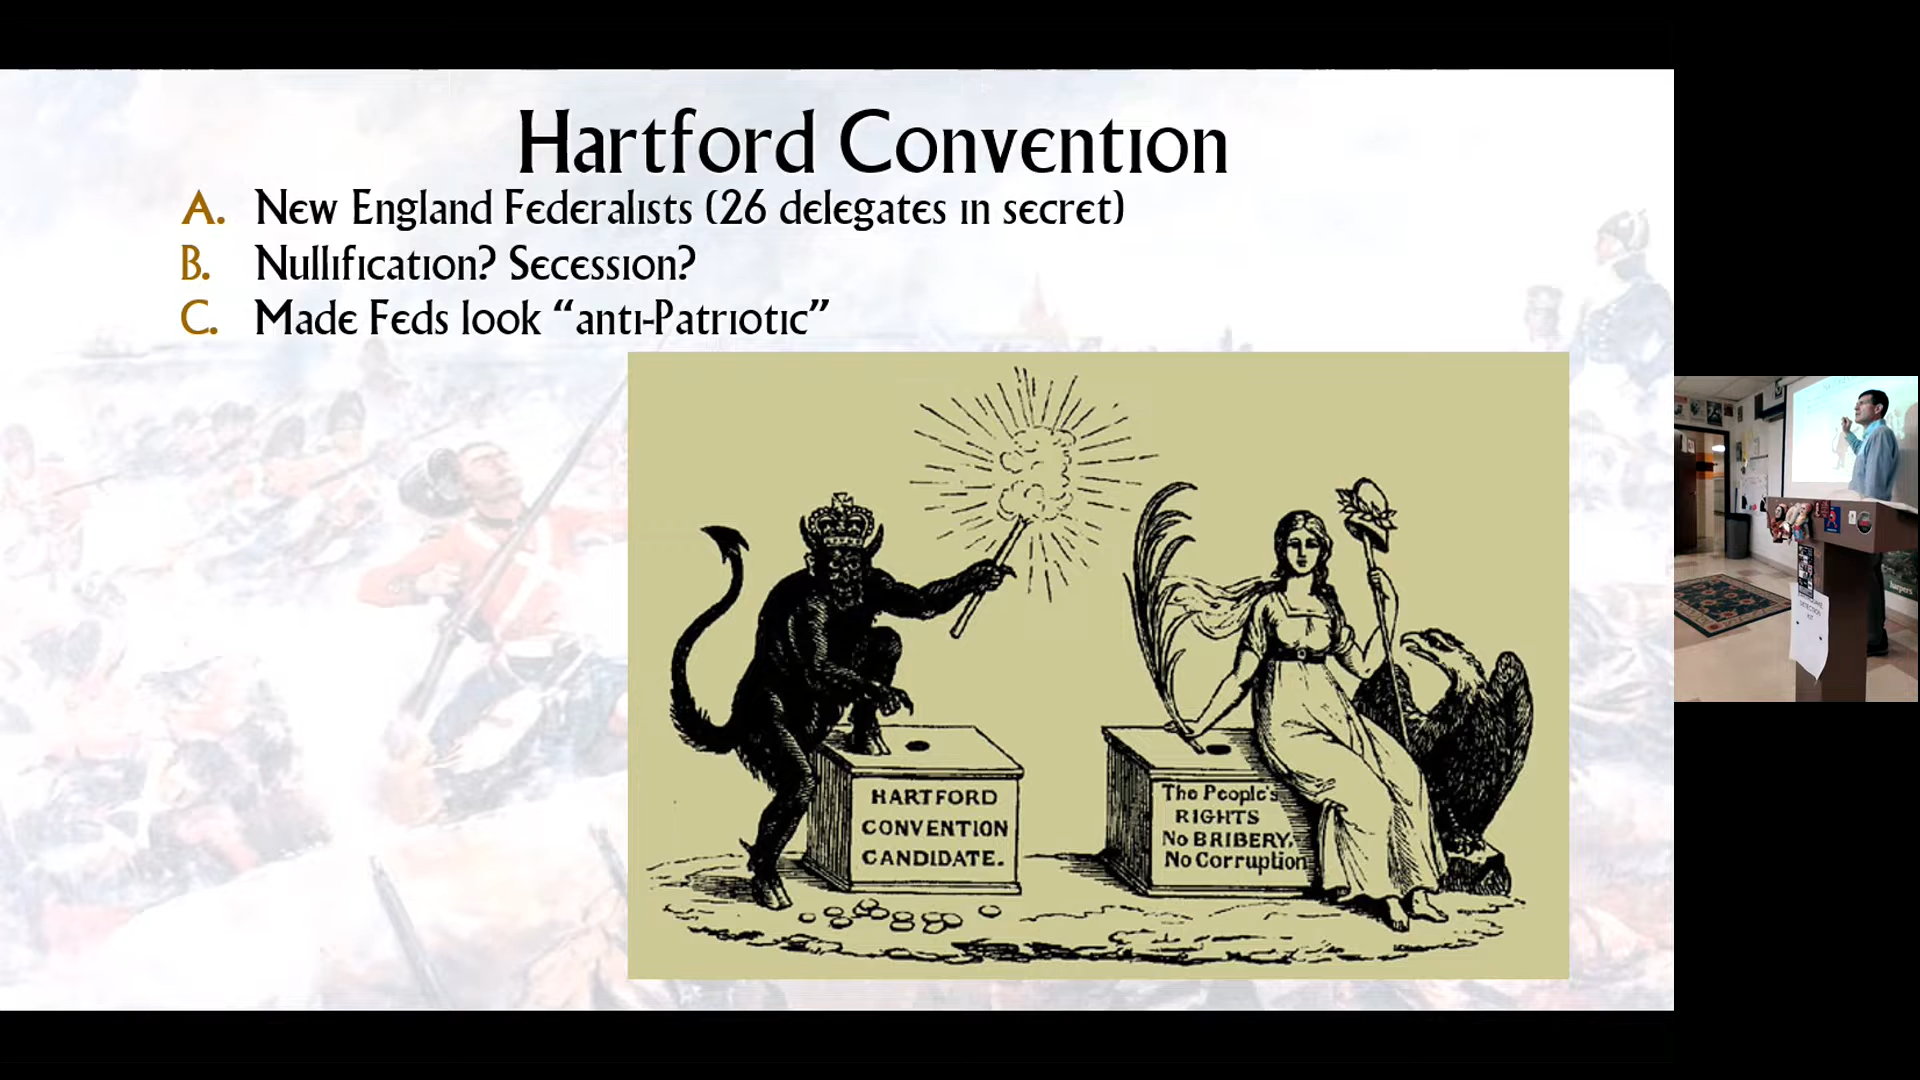 Hartford Convention
A. New England Federalists (26 delegates in secret)
B. Nullification? Secession?
C. Made Feds look “anti-Patriotic”
HARTFORD
CONVENTION
CANDIDATE.
The People's
RIGHTS
No BRIBERY,
No Corruption